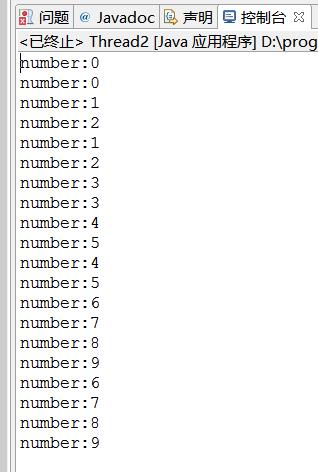 问题 @ Javadoc 声明 控制台
<已终止> Thread2 [Java 应用程序] D:\prog
number:0
number:0
number:1
number:2
number:1
number:2
number:3
number:3
number:4
number:5
number:4
number:5
number:6
number:7
number:8
number:9
number:6
number:7
number:8
number:9